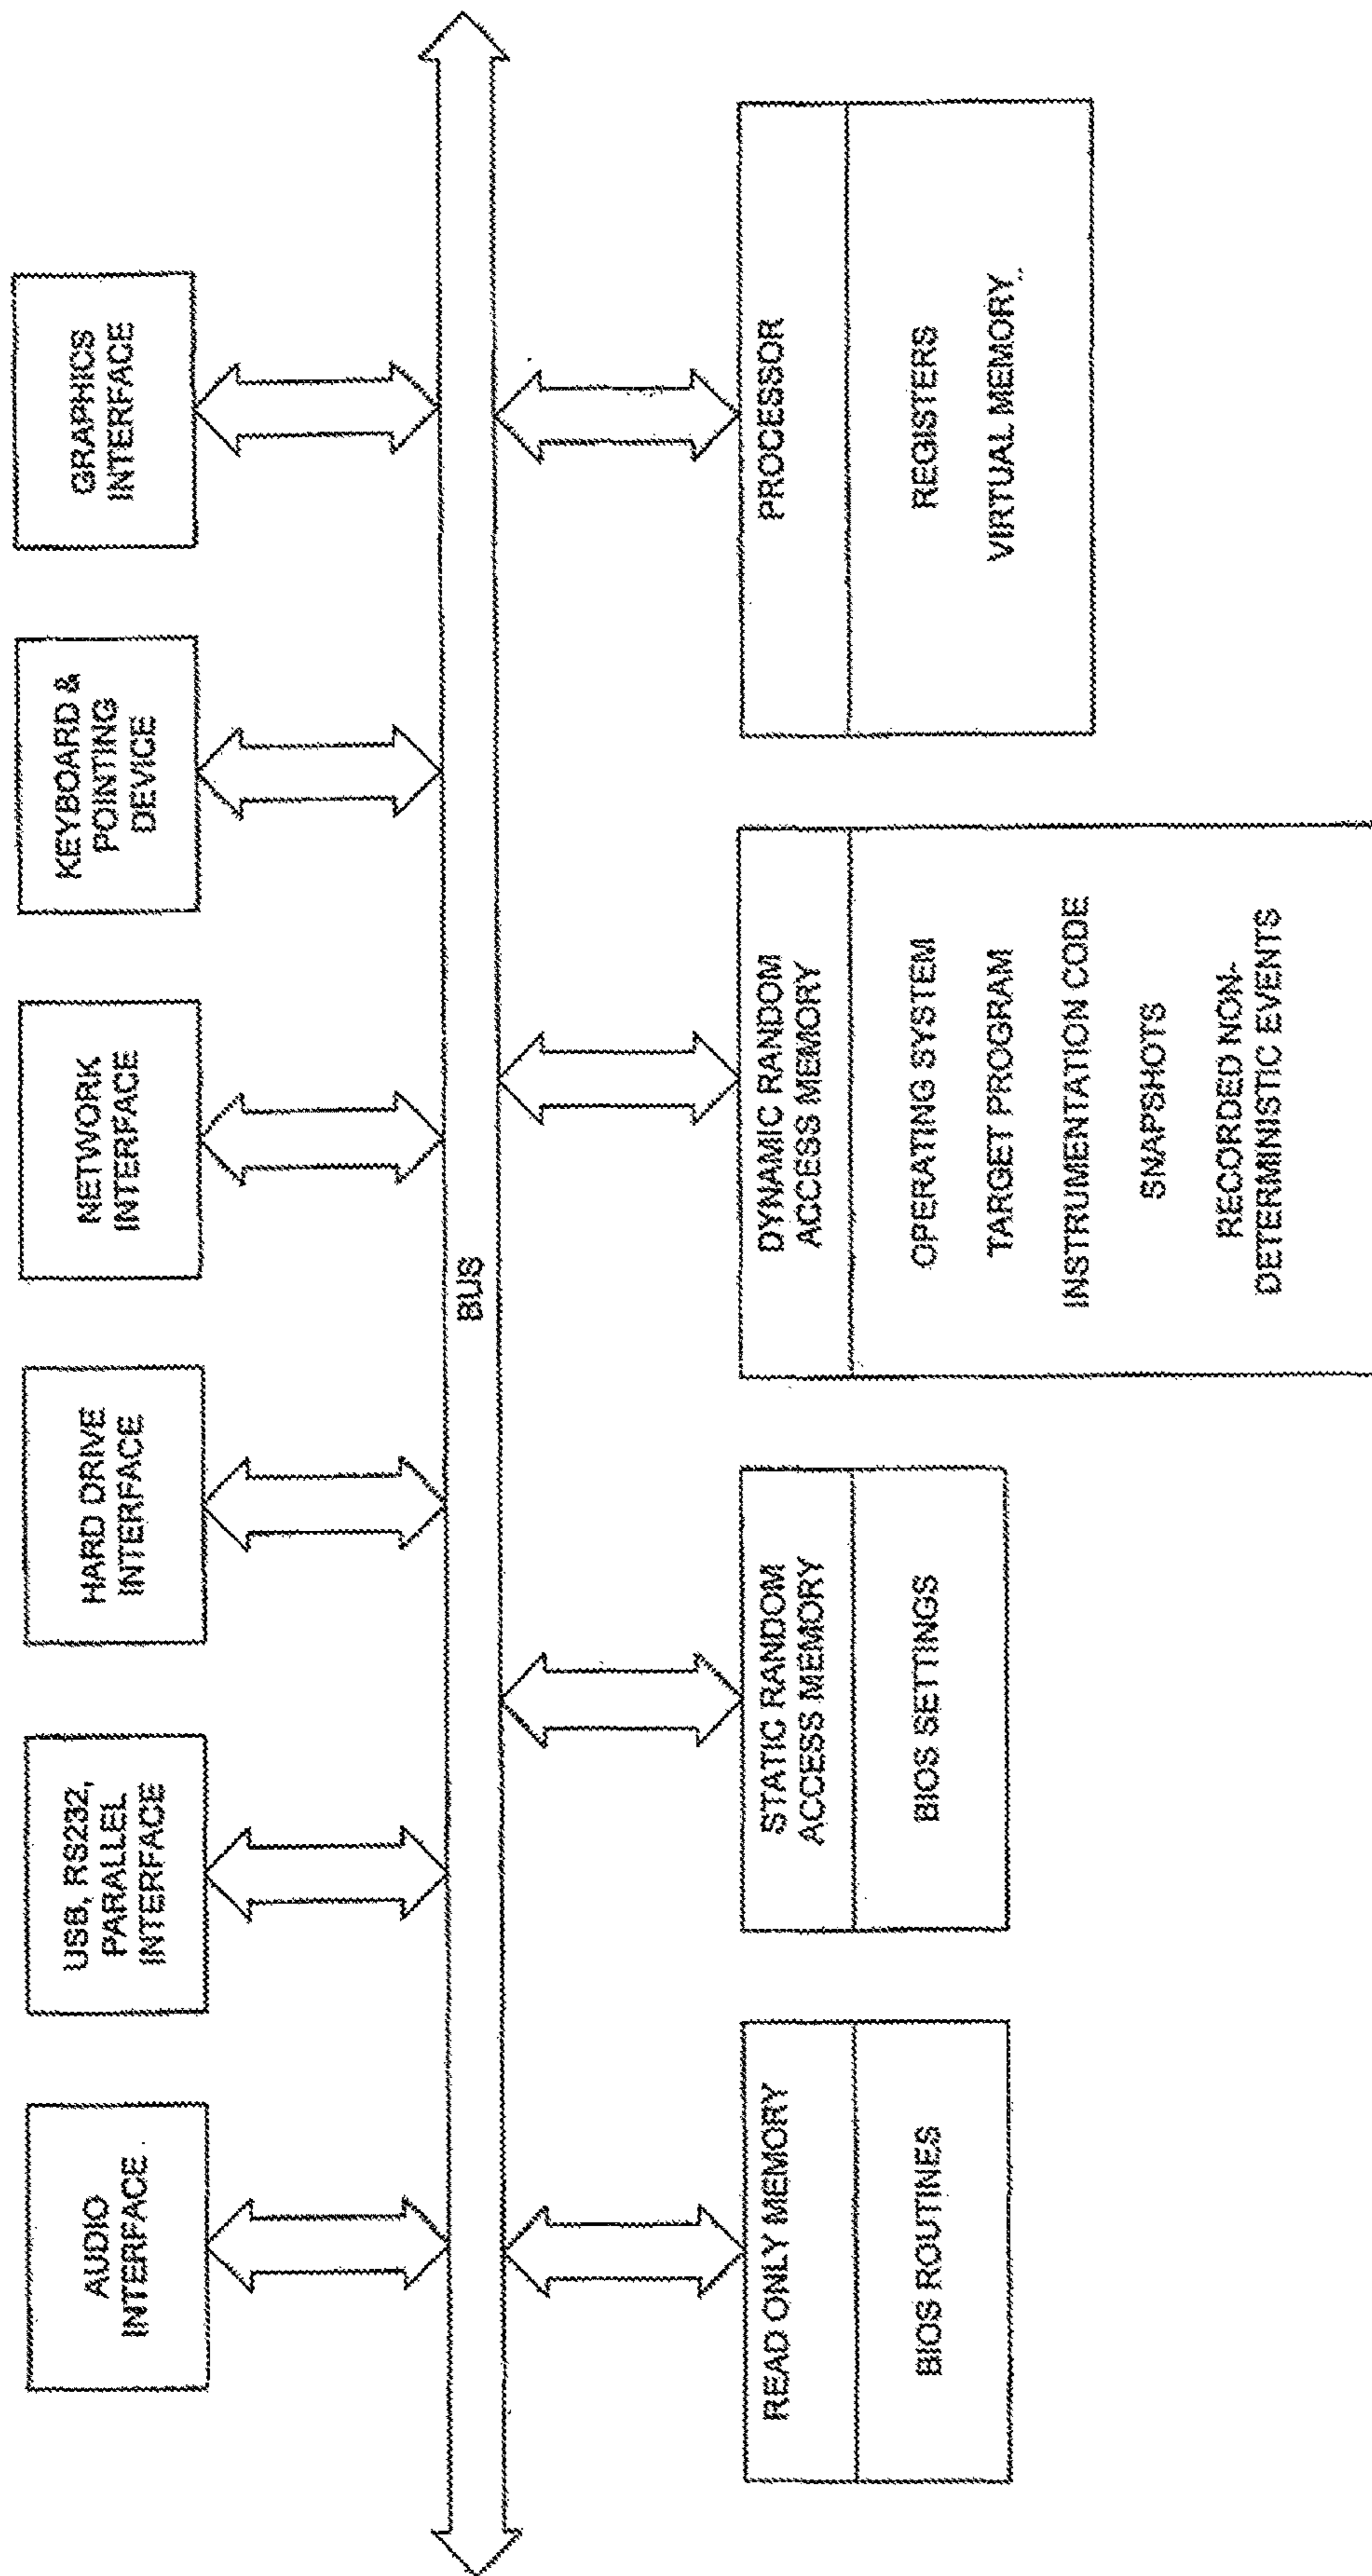 AUDIO
INTERFACE
USB, RS232,
PARALLEL
INTERFACE
HARD DRIVE
INTERFACE
NETWORK
INTERFACE
KEYBOARD &
POINTING
DEVICE
GRAPHICS
INTERFACE
BUS
READ ONLY MEMORY
BIOS ROUTINES
STATIC RANDOM
ACCESS MEMORY
BIOS SETTINGS
DYNAMIC RANDOM
ACCESS MEMORY
OPERATING SYSTEM
TARGET PROGRAM
INSTRUMENTATION CODE
SNAPSHOTS
RECORDED NON-
DETERMINISTIC EVENTS
PROCESSOR
REGISTERS
VIRTUAL MEMORY